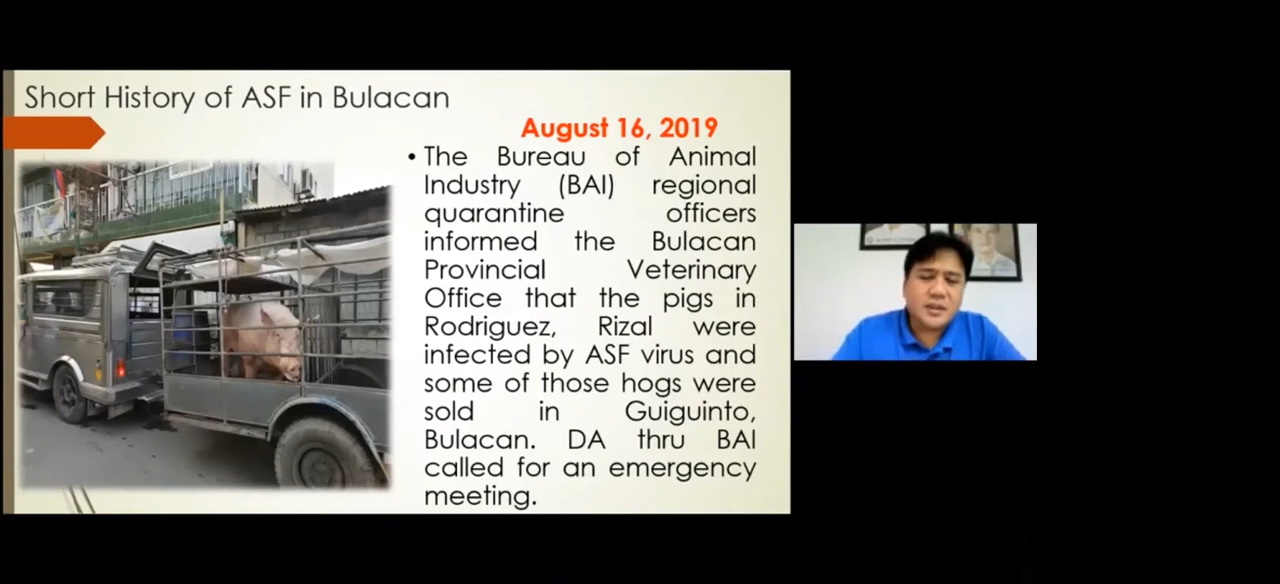 Short History of ASF in Bulacan
August 16, 2019
• The Bureau of Animal
Industry (BAI) regional
quarantine officers
informed the Bulacan
Provincial Veterinary
Office that the pigs in
Rodriguez, Rizal were
infected by ASF virus and
some of those hogs were
sold in Guiguinto,
Bulacan. DA thru BAI
called for an emergency
meeting.